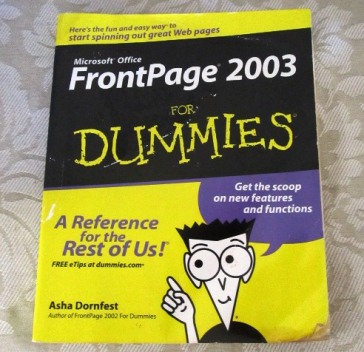 Here's the fun and easy way® to
start spinning out great Web pages
Microsoft® Office
FrontPage® 2003
FOR
DUMMIES®
Get the scoop
on new features
and functions
A Reference
for the
Rest of Us!®
FREE eTips at dummies.com®
Asha Dornfest
Author of FrontPage 2002 For Dummies